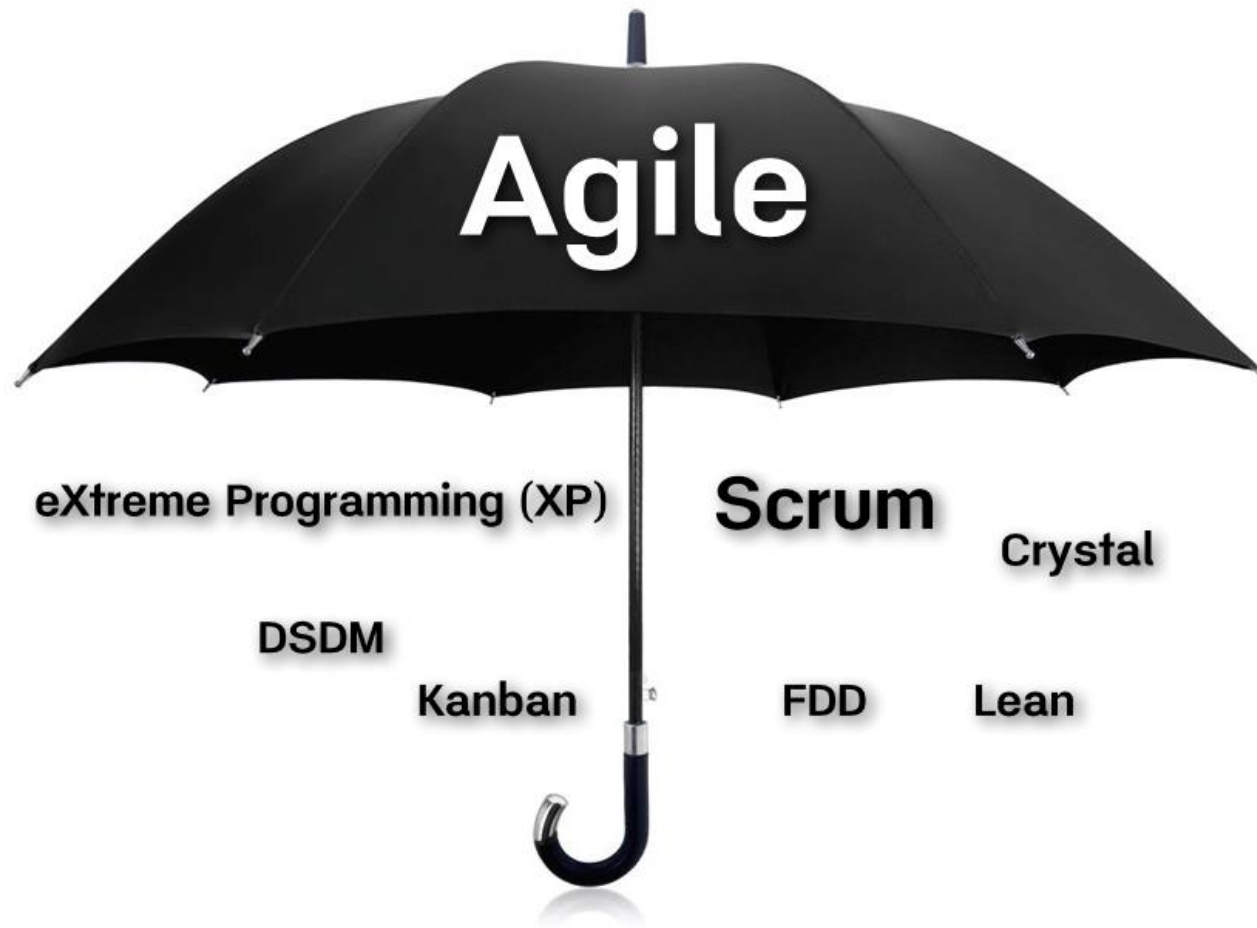 Agile
eXtreme Programming (XP)
Scrum
Crystal
DSDM
Kanban
FDD
Lean